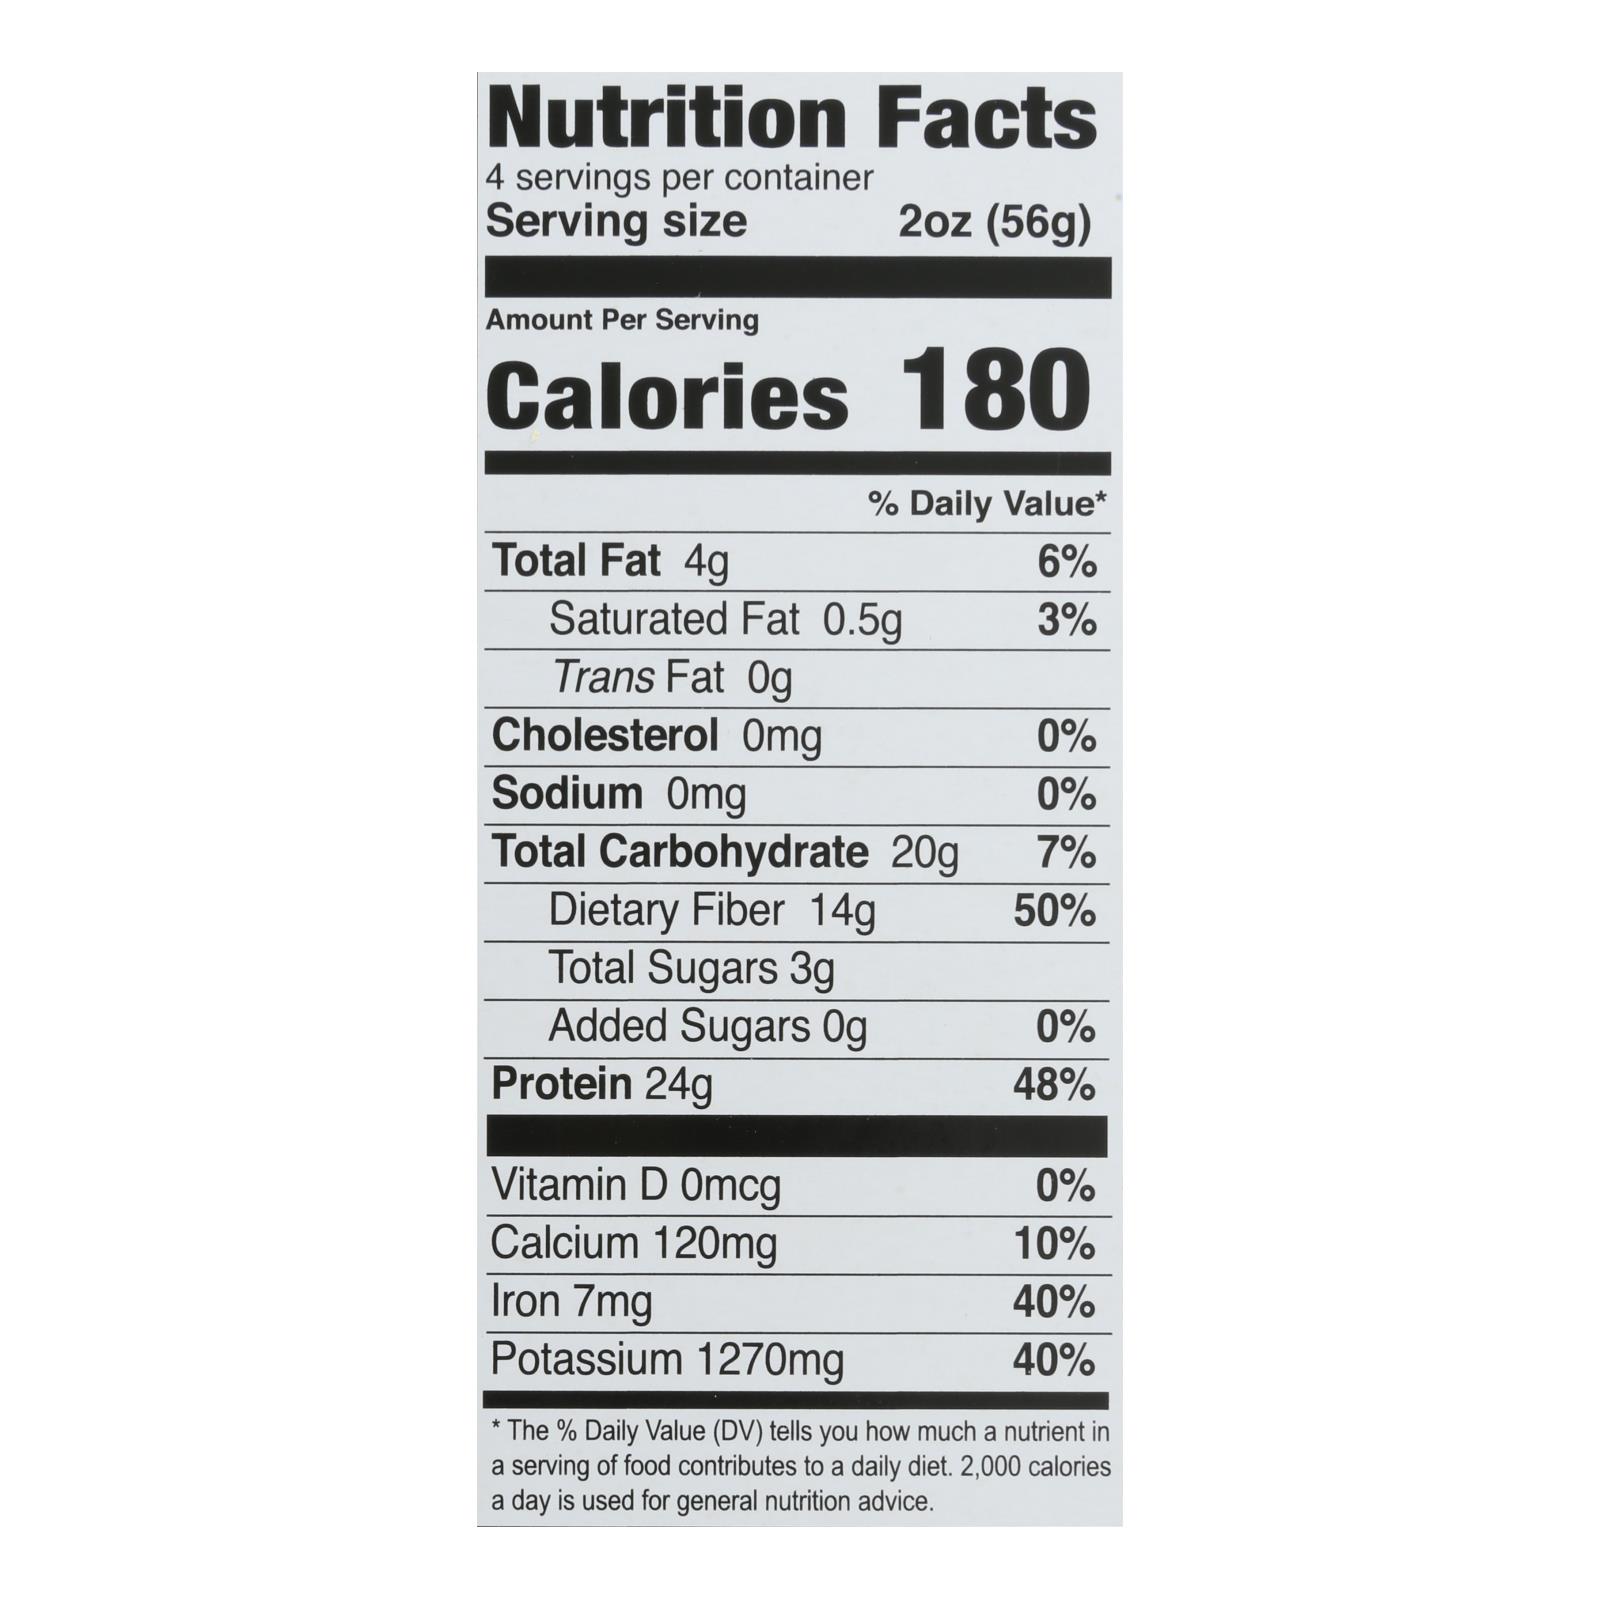 Nutrition Facts
4 servings per container
Serving size 2oz (56g)
Amount Per Serving
Calories 180
% Daily Value*
Total Fat 4g 6%
Saturated Fat 0.5g 3%
Trans Fat 0g
Cholesterol 0mg 0%
Sodium 0mg 0%
Total Carbohydrate 20g 7%
Dietary Fiber 14g 50%
Total Sugars 3g
Added Sugars 0g 0%
Protein 24g 48%
Vitamin D 0mcg 0%
Calcium 120mg 10%
Iron 7mg 40%
Potassium 1270mg 40%
* The % Daily Value (DV) tells you how much a nutrient in
a serving of food contributes to a daily diet. 2,000 calories
a day is used for general nutrition advice.